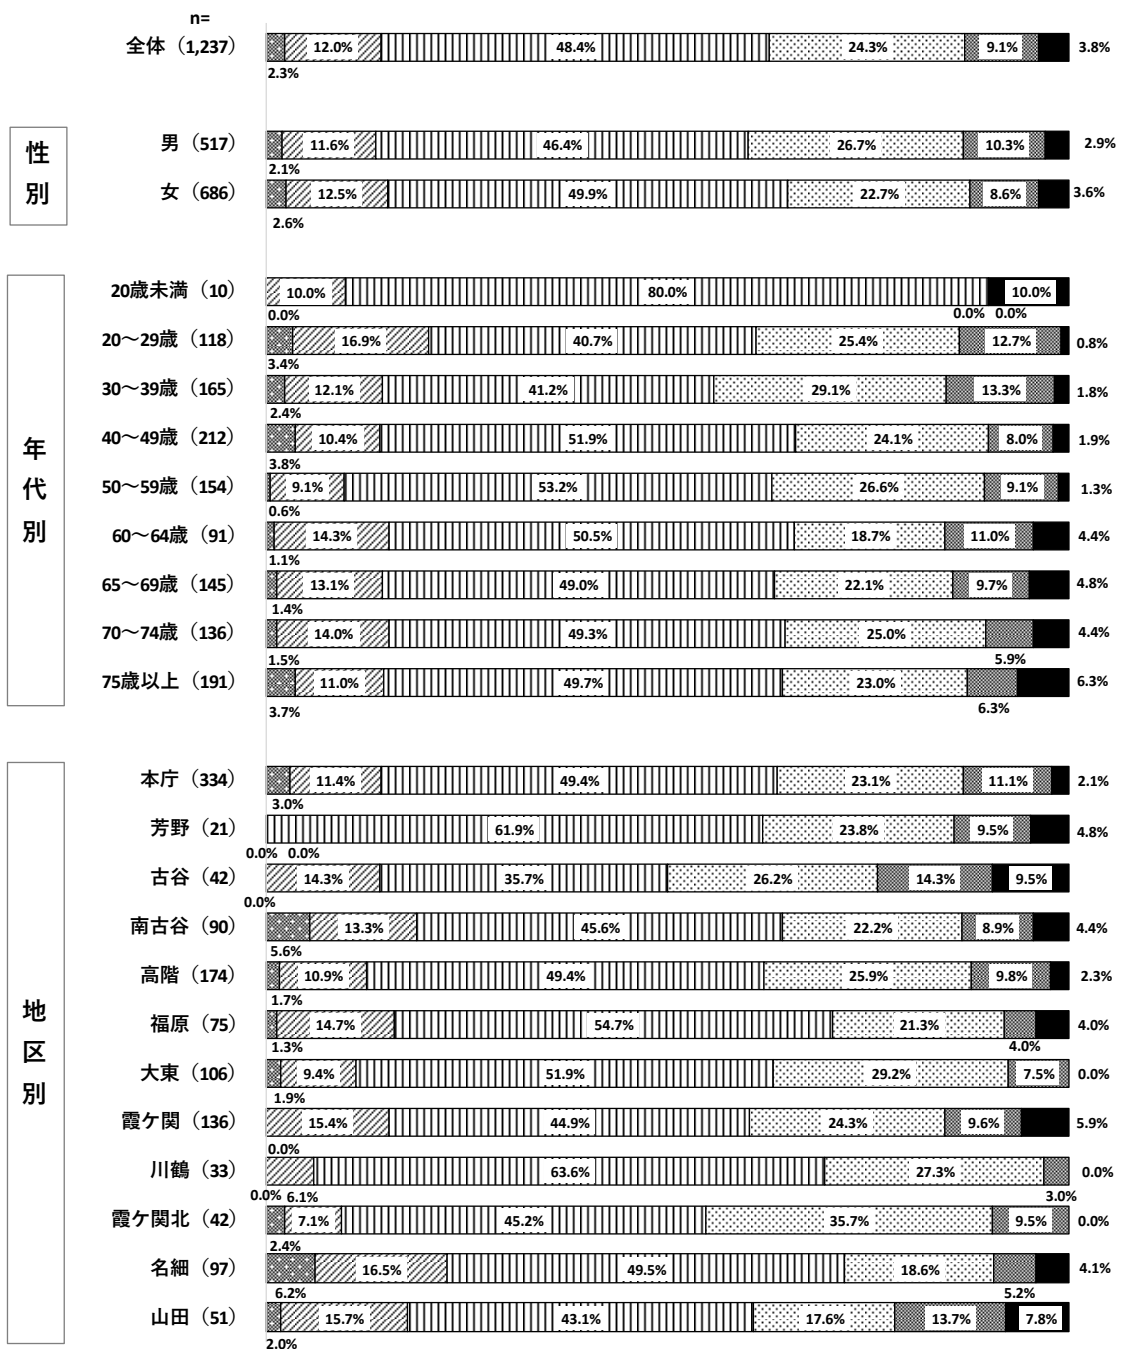 n=
全体（1,237） 12.0% 48.4% 24.3% 9.1% 3.8%
2.3%
性別
男（517） 11.6% 46.4% 26.7% 10.3% 2.9%
2.1%
女（686） 12.5% 49.9% 22.7% 8.6% 3.6%
2.6%
年代別
20歳未満（10） 10.0% 80.0% 10.0%
0.0% 0.0% 0.0%
20～29歳（118） 16.9% 40.7% 25.4% 12.7% 0.8%
3.4%
30～39歳（165） 12.1% 41.2% 29.1% 13.3% 1.8%
2.4%
40～49歳（212） 10.4% 51.9% 24.1% 8.0% 1.9%
3.8%
50～59歳（154） 9.1% 53.2% 26.6% 9.1% 1.3%
0.6%
60～64歳（91） 14.3% 50.5% 18.7% 11.0% 4.4%
1.1%
65～69歳（145） 13.1% 49.0% 22.1% 9.7% 4.8%
1.4%
70～74歳（136） 14.0% 49.3% 25.0% 4.4%
1.5% 5.9%
75歳以上（191） 11.0% 49.7% 23.0% 6.3%
3.7% 6.3%
地区別
本庁（334） 11.4% 49.4% 23.1% 11.1% 2.1%
3.0%
芳野（21） 61.9% 23.8% 9.5% 4.8%
0.0% 0.0%
古谷（42） 14.3% 35.7% 26.2% 14.3% 9.5%
0.0%
南古谷（90） 13.3% 45.6% 22.2% 8.9% 4.4%
5.6%
高階（174） 10.9% 49.4% 25.9% 9.8% 2.3%
1.7%
福原（75） 14.7% 54.7% 21.3% 4.0%
1.3% 4.0%
大東（106） 9.4% 51.9% 29.2% 7.5% 0.0%
1.9%
霞ケ関（136） 15.4% 44.9% 24.3% 9.6% 5.9%
0.0%
川鶴（33） 63.6% 27.3% 0.0%
0.0% 6.1% 3.0%
霞ケ関北（42） 7.1% 45.2% 35.7% 9.5% 0.0%
2.4%
名細（97） 16.5% 49.5% 18.6% 4.1%
6.2% 5.2%
山田（51） 15.7% 43.1% 17.6% 13.7% 7.8%
2.0%